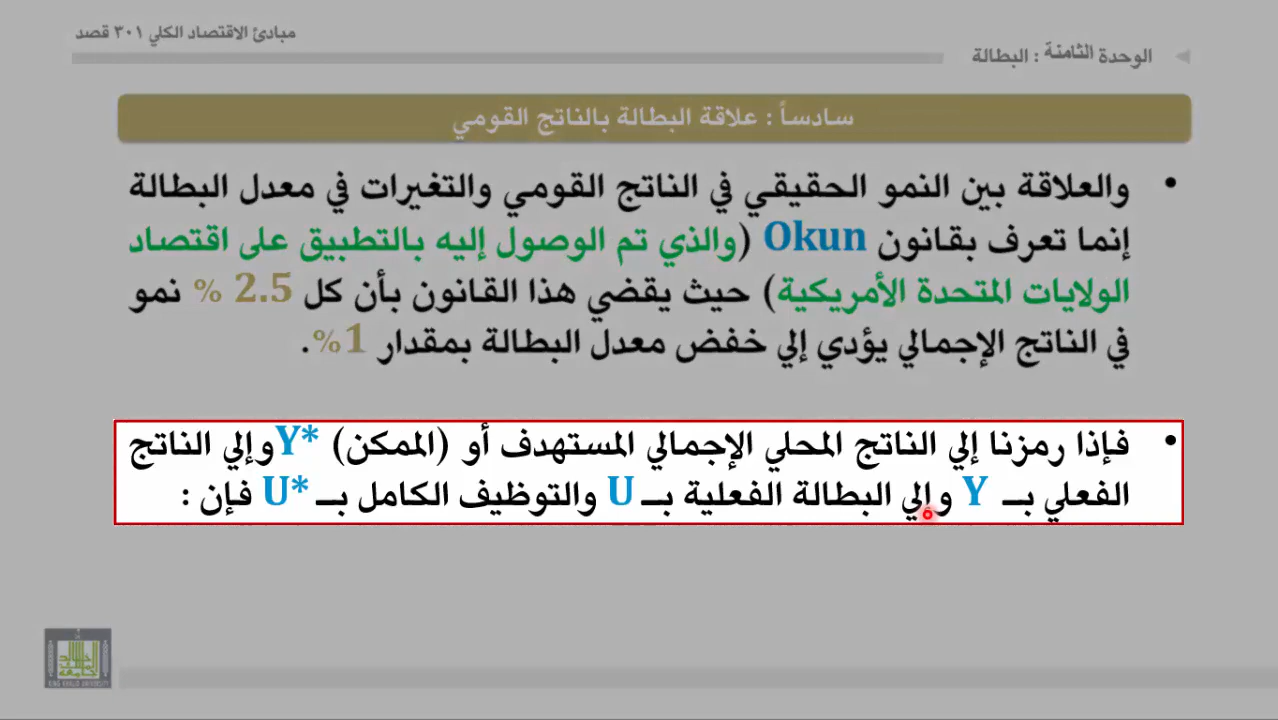 مبادئ الاقتصاد الكلي ٣٠١ قصد
الوحدة الثامنة : البطالة
سادساً : علاقة البطالة بالناتج القومي
• والعلاقة بين النمو الحقيقي في الناتج القومي والتغيرات في معدل البطالة
إنما تعرف بقانون Okun (والذي تم الوصول إليه بالتطبيق على اقتصاد
الولايات المتحدة الأمريكية) حيث يقضي هذا القانون بأن كل 2.5 % نمو
في الناتج الإجمالي يؤدي إلي خفض معدل البطالة بمقدار 1%.
• فإذا رمزنا إلي الناتج المحلي الإجمالي المستهدف أو (الممكن) Y* وإلي الناتج
الفعلي بـ Y وإلي البطالة الفعلية بـ U والتوظيف الكامل بـ U* فإن :
KING KHALID UNIVERSITY